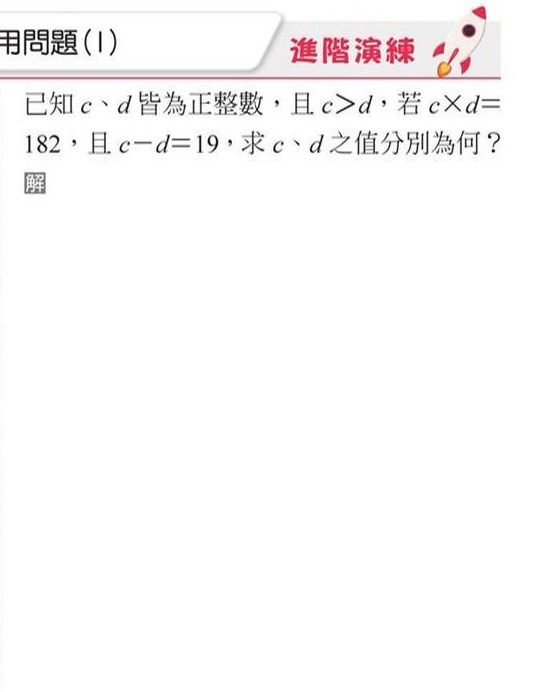 用問題(1)
進階演練
已知 c、d 皆為正整數，且 c＞d，若 c×d＝
182，且 c－d＝19，求 c、d 之值分別為何？
解